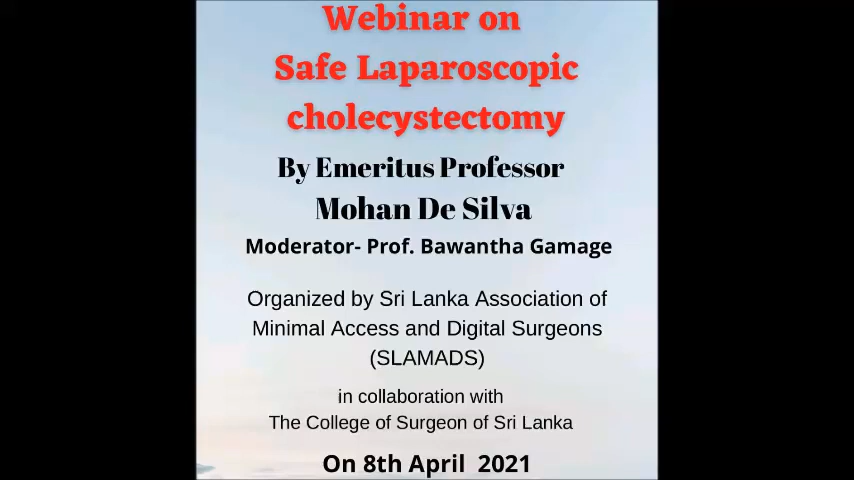 Webinar on
Safe Laparoscopic
cholecystectomy
By Emeritus Professor
Mohan De Silva
Moderator- Prof. Bawantha Gamage
Organized by Sri Lanka Association of
Minimal Access and Digital Surgeons
(SLAMADS)
in collaboration with
The College of Surgeon of Sri Lanka
On 8th April 2021